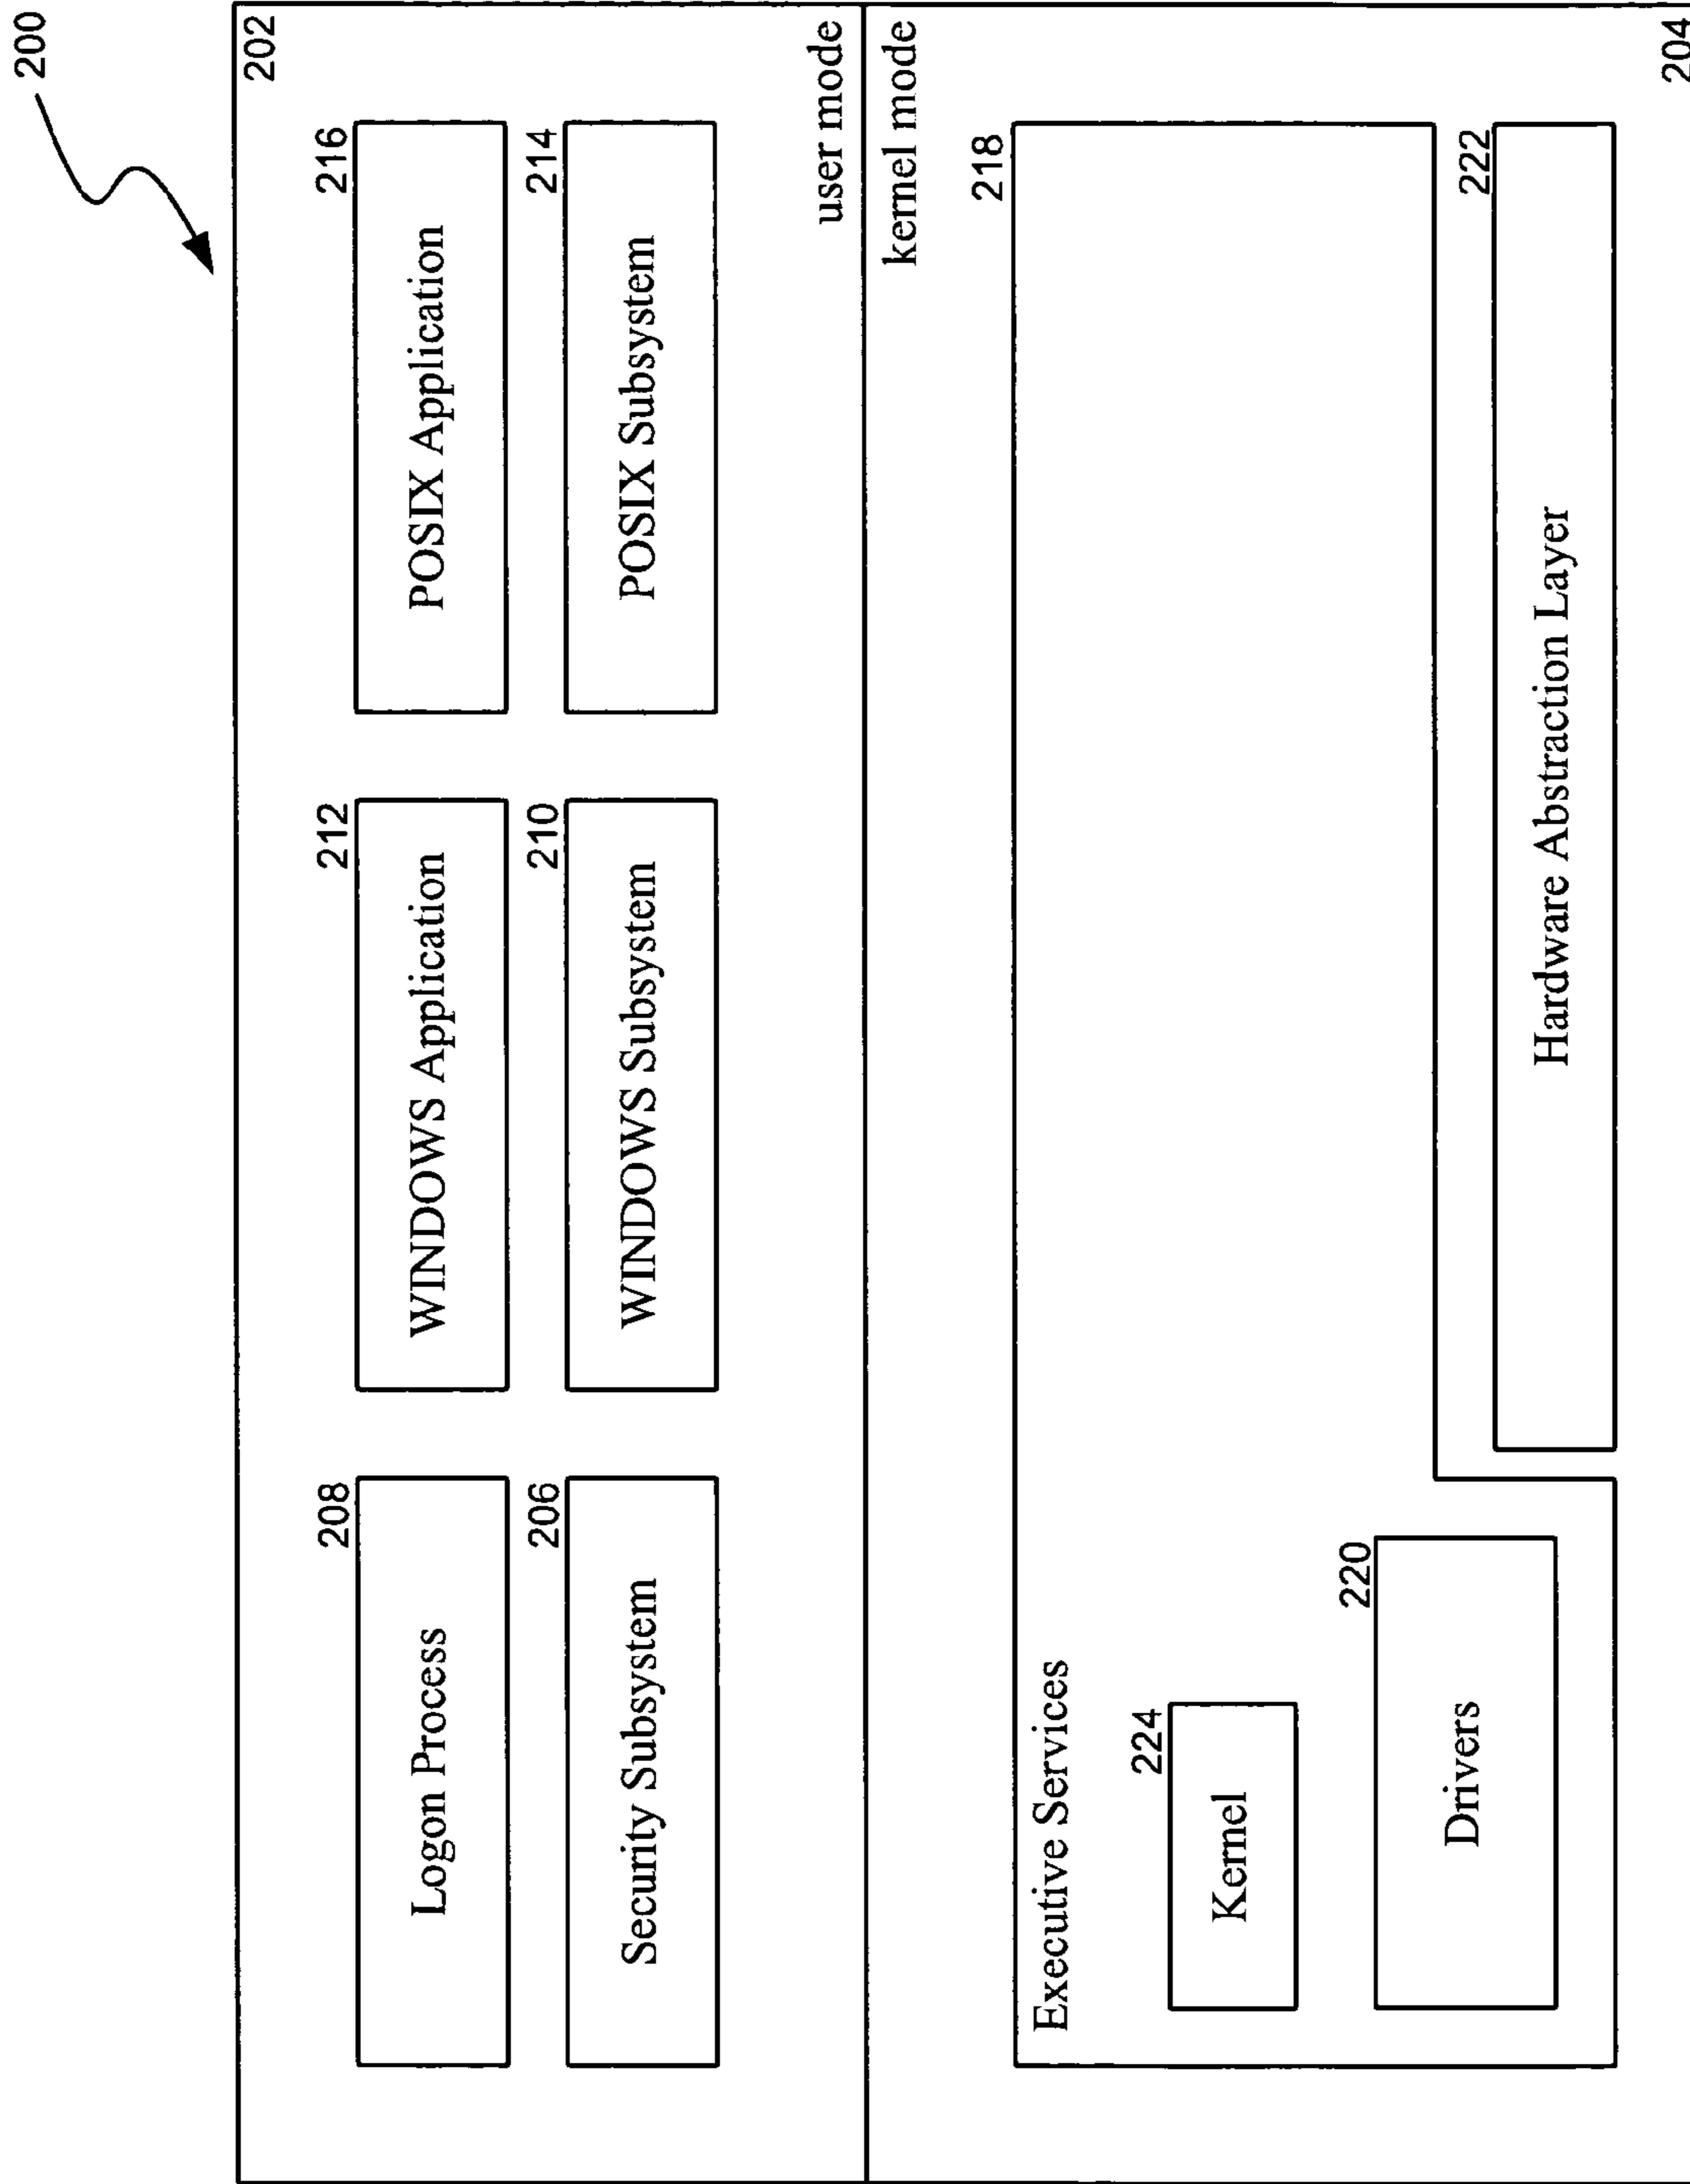 200
202
208
212
216
Logon Process
WINDOWS Application
POSIX Application
206
210
214
Security Subsystem
WINDOWS Subsystem
POSIX Subsystem
user mode
kernel mode
218
Executive Services
224
Kernel
220
Drivers
222
Hardware Abstraction Layer
204